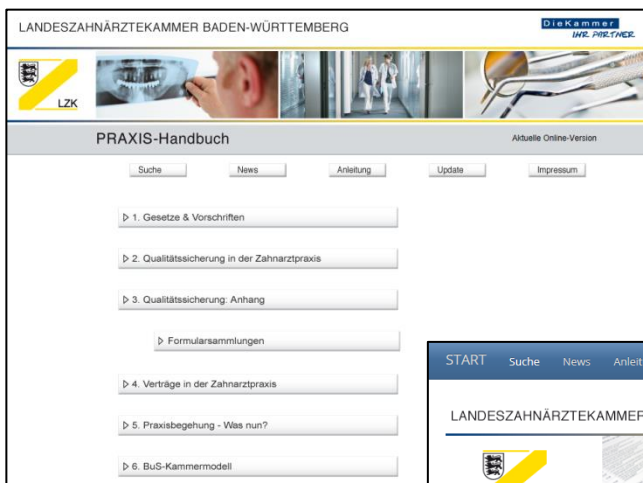 LANDESZAHNÄRZTEKAMMER BADEN-WÜRTTEMBERG
DieKammer
IHR PARTNER
LZK
PRAXIS-Handbuch
Aktuelle Online-Version
Suche News Anleitung Update Impressum
1. Gesetze & Vorschriften
2. Qualitätssicherung in der Zahnarztpraxis
3. Qualitätssicherung: Anhang
Formularsammlungen
4. Verträge in der Zahnarztpraxis
5. Praxisbegehung - Was nun?
6. BuS-Kammermodell
START Suche News Anleit
LANDESZAHNÄRZTEKAMMER